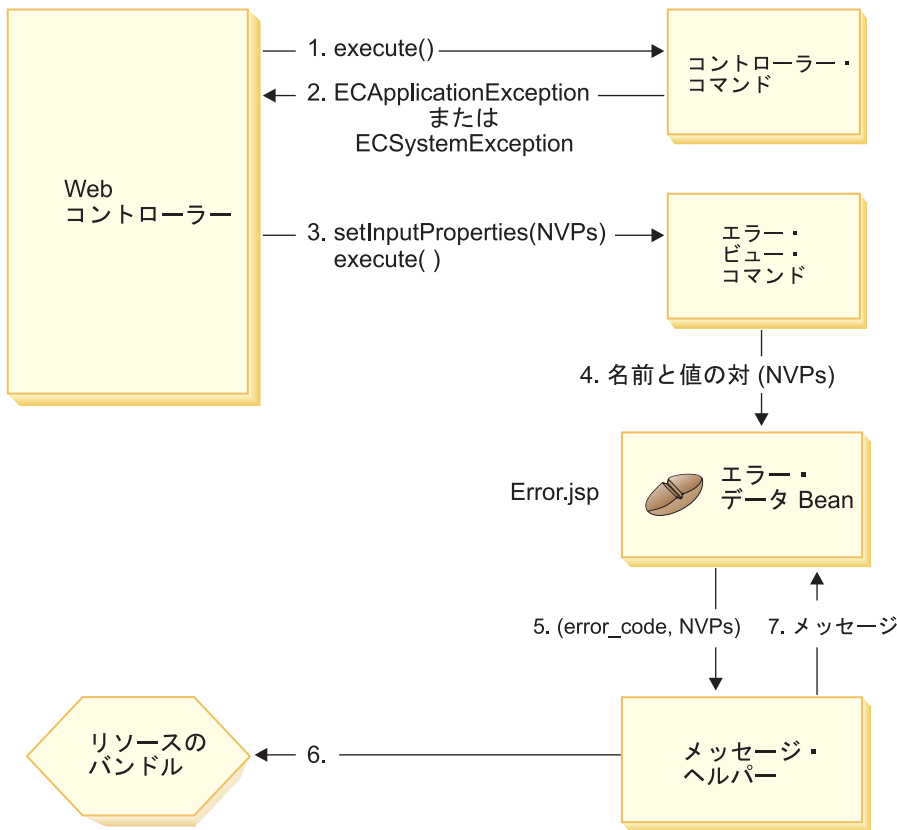 1. execute()
コントローラー・
コマンド
2. ECApplicationException
または
ECSystemException
Web
コントローラー
3. setInputProperties(NVPs)
execute( )
エラー・
ビュー・
コマンド
4. 名前と値の対 (NVPs)
Error.jsp
エラー・
データ Bean
5. (error_code, NVPs)
7. メッセージ
リソースの
バンドル
6.
メッセージ・
ヘルパー